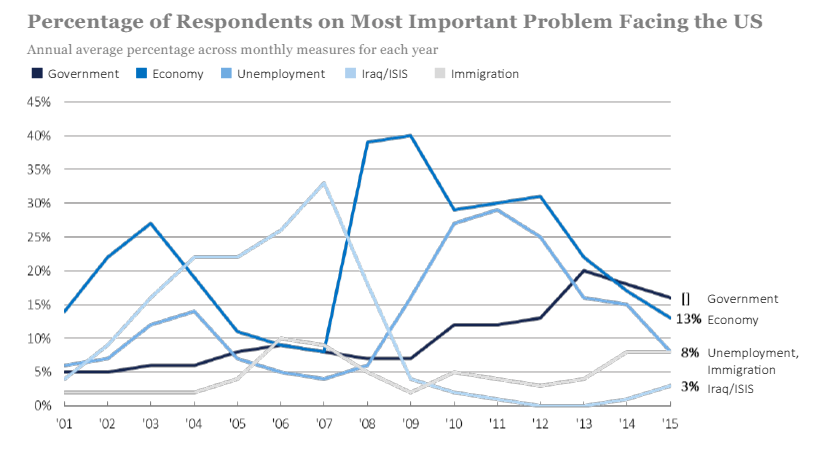 Percentage of Respondents on Most Important Problem Facing the US
Annual average percentage across monthly measures for each year
Government Economy Unemployment Iraq/ISIS Immigration
45%
40%
35%
30%
25%
20%
15%
10%
5%
0%
'01 '02 '03 '04 '05 '06 '07 '08 '09 '10 '11 '12 '13 '14 '15
[] Government
13% Economy
8% Unemployment,
Immigration
3% Iraq/ISIS